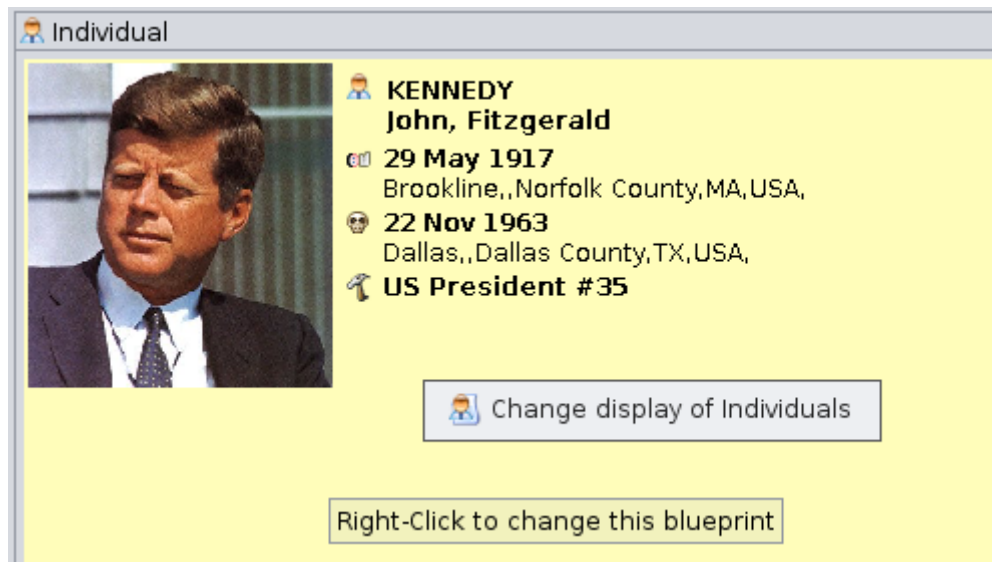 Individual
KENNEDY
John, Fitzgerald
29 May 1917
Brookline,,Norfolk County,MA,USA,
22 Nov 1963
Dallas,,Dallas County,TX,USA,
US President #35
Change display of Individuals
Right-Click to change this blueprint